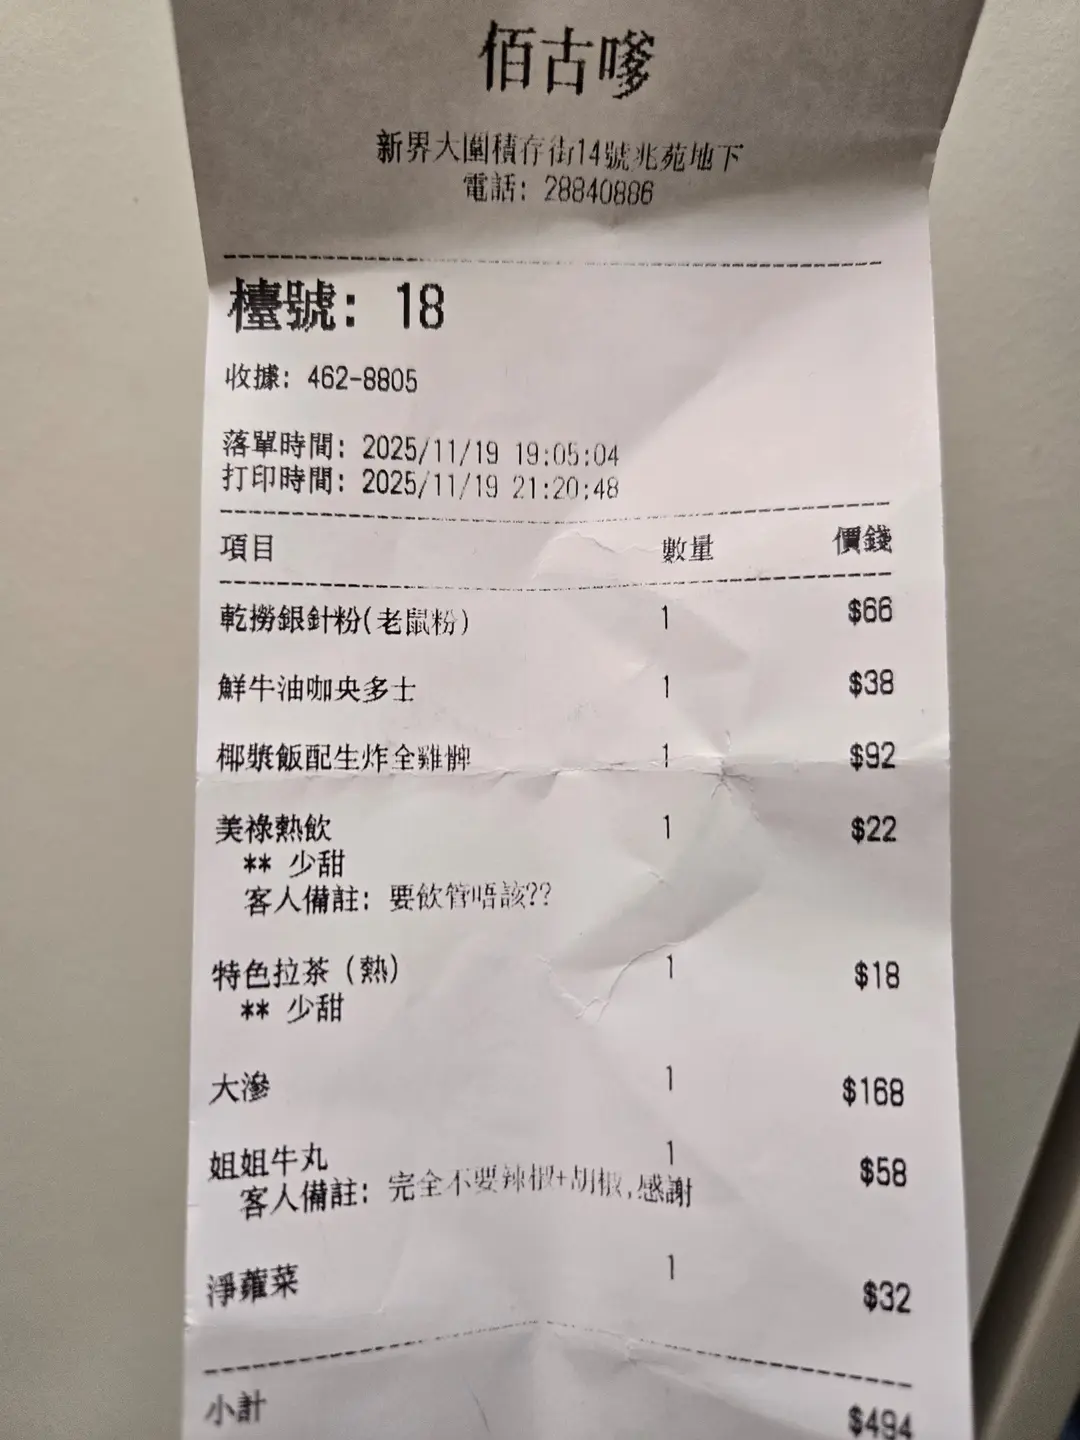 佰古嗲
新界大圍積存街14號兆苑地下
電話: 28840886
檯號: 18
收據: 462-8805
落單時間: 2025/11/19 19:05:04
打印時間: 2025/11/19 21:20:48
項目 數量 價錢
乾撈銀針粉(老鼠粉) 1 $66
鮮牛油咖央多士 1 $38
椰漿飯配生炸全雞髀 1 $92
美祿熱飲 1 $22
** 少甜
客人備註: 要飲管唔該??
特色拉茶 (熱) 1 $18
** 少甜
大滲 1 $168
姐姐牛丸 1 $58
客人備註: 完全不要辣椒+胡椒,感謝
淨蘿菜 1 $32
小計 $494